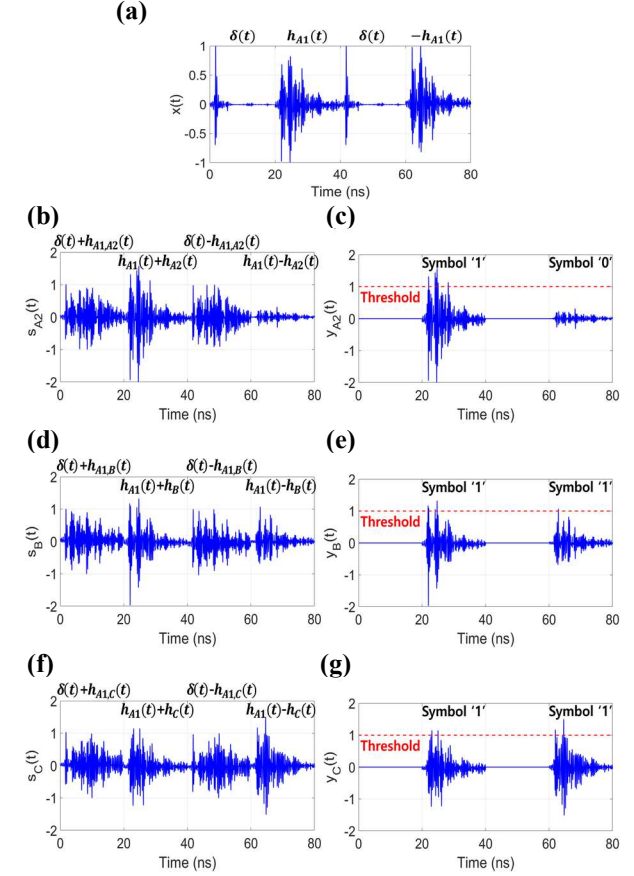 (a)
δ(t) h_A1(t) δ(t) −h_A1(t)
x(t)
1
0.5
0
-0.5
-1
0 20 40 60 80
Time (ns)
(b)
δ(t)+h_A1,A2(t) δ(t)-h_A1,A2(t)
h_A1(t)+h_A2(t) h_A1(t)-h_A2(t)
s_A2(t)
2
1
0
-1
-2
0 20 40 60 80
Time (ns)
(c)
Symbol ‘1‘ Symbol ‘0‘
Threshold
y_A2(t)
2
1
0
-1
-2
0 20 40 60 80
Time (ns)
(d)
δ(t)+h_A1,B(t) δ(t)-h_A1,B(t)
h_A1(t)+h_B(t) h_A1(t)-h_B(t)
s_B(t)
2
1
0
-1
-2
0 20 40 60 80
Time (ns)
(e)
Symbol ‘1‘ Symbol ‘1‘
Threshold
y_B(t)
2
1
0
-1
-2
0 20 40 60 80
Time (ns)
(f)
δ(t)+h_A1,C(t) δ(t)-h_A1,C(t)
h_A1(t)+h_C(t) h_A1(t)-h_C(t)
s_C(t)
2
1
0
-1
-2
0 20 40 60 80
Time (ns)
(g)
Symbol ‘1‘ Symbol ‘1‘
Threshold
y_C(t)
2
1
0
-1
-2
0 20 40 60 80
Time (ns)